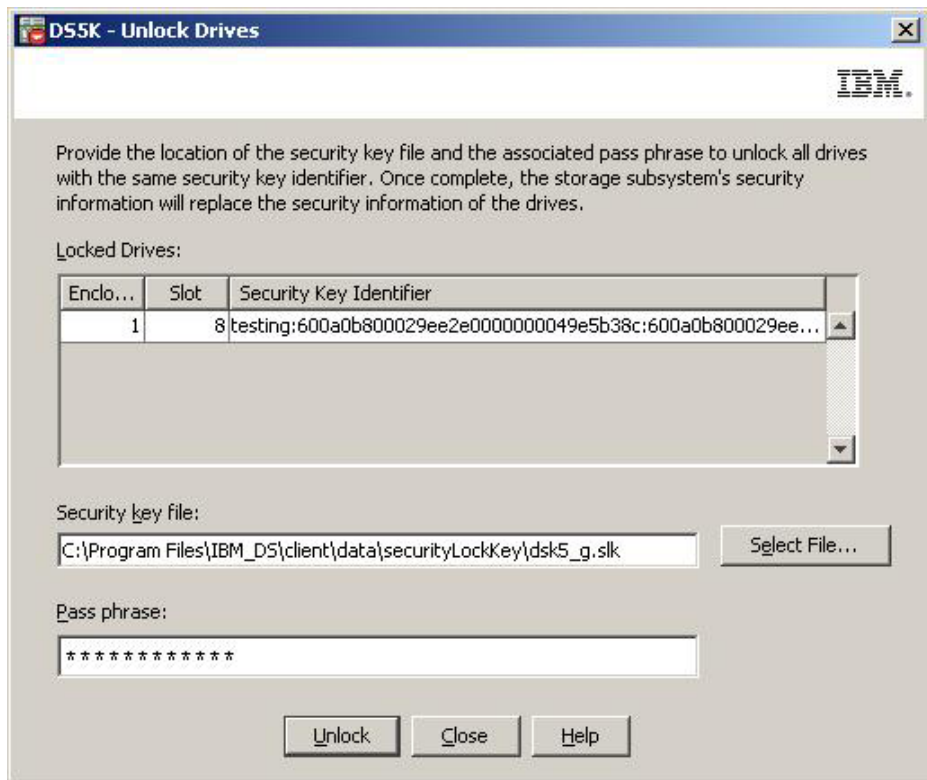 DS5K - Unlock Drives
IBM.
Provide the location of the security key file and the associated pass phrase to unlock all drives
with the same security key identifier. Once complete, the storage subsystem's security
information will replace the security information of the drives.
Locked Drives:
Enclo... Slot Security Key Identifier
1 8 testing:600a0b800029ee2e0000000049e5b38c:600a0b800029ee...
Security key file:
C:\Program Files\IBM_DS\client\data\securityLockKey\dsk5_g.slk
Select File...
Pass phrase:
************
Unlock Close Help